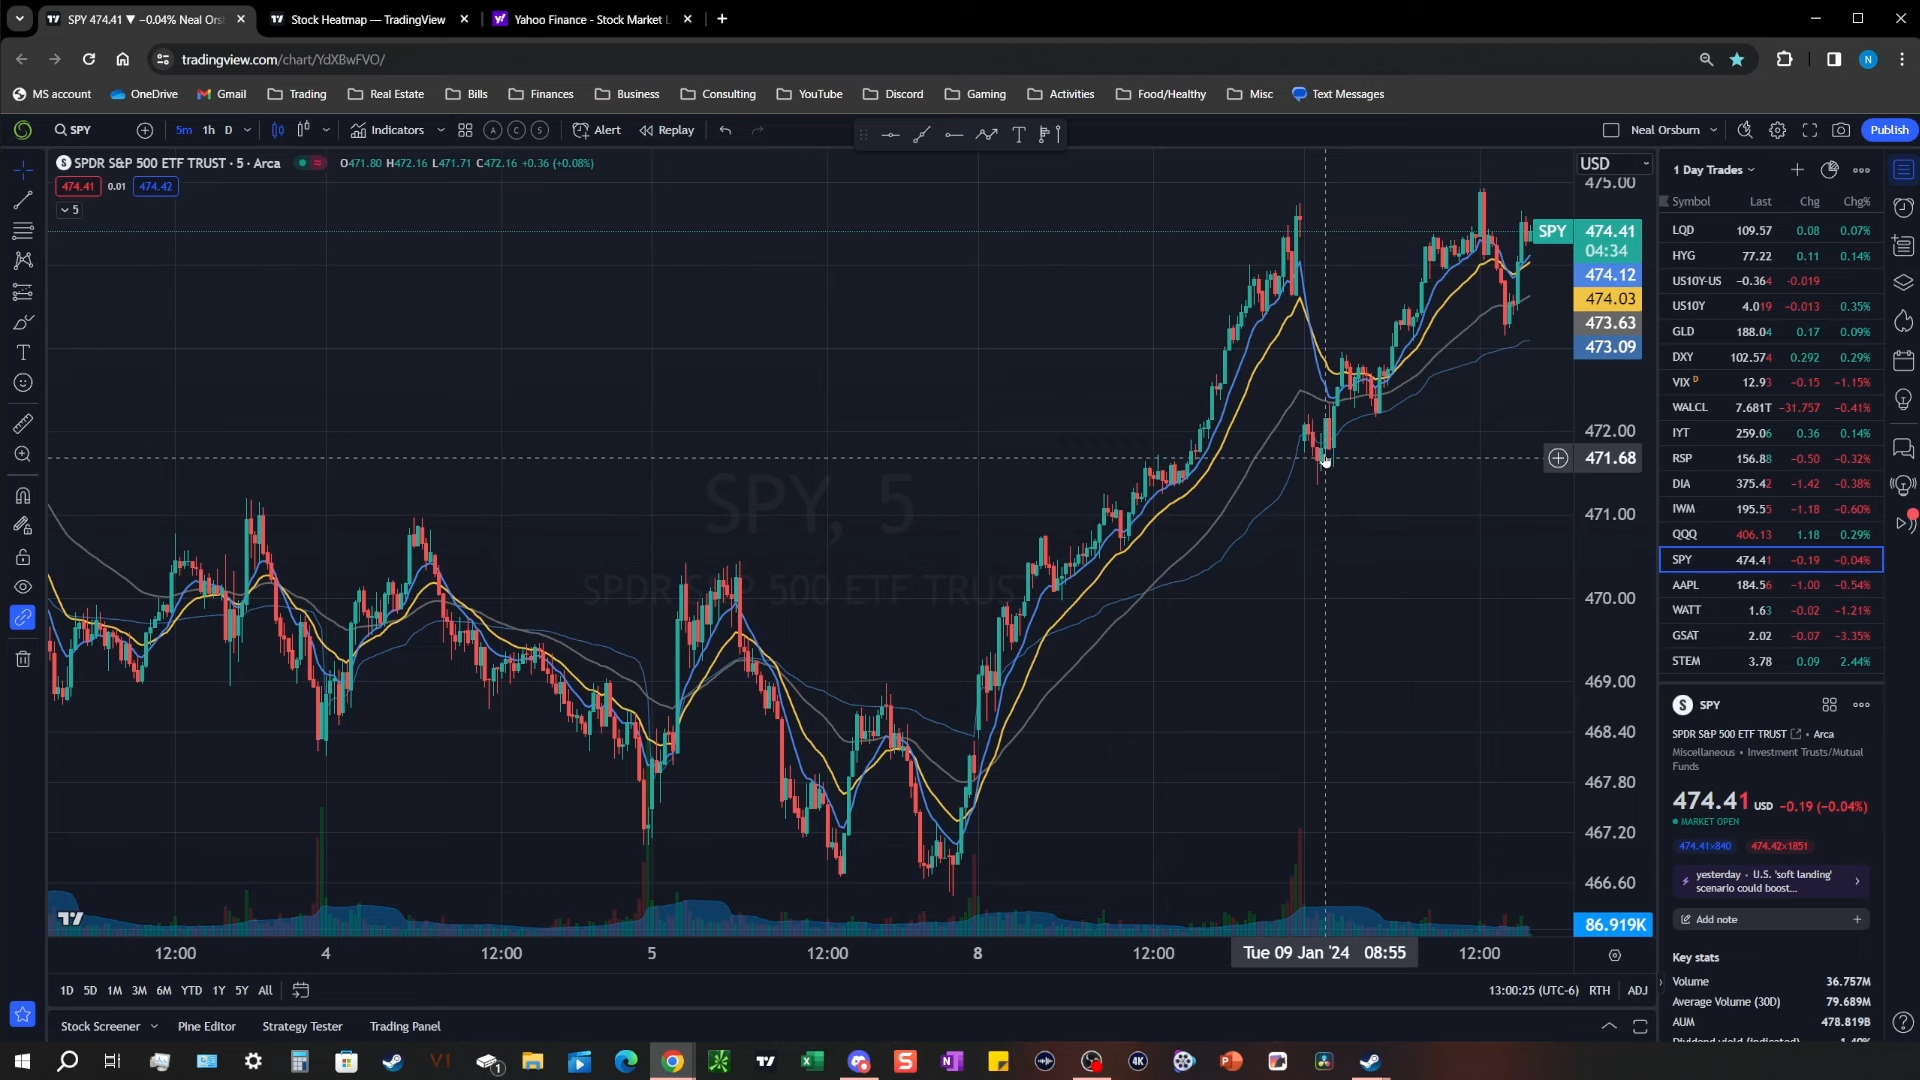 SPY 474.41 ▼ −0.04% Neal Orsb
Stock Heatmap — TradingView
Yahoo Finance - Stock Market L
tradingview.com/chart/YdXBwFVO/
N
MS account
OneDrive
Gmail
Trading
Real Estate
Bills
Finances
Business
Consulting
YouTube
Discord
Gaming
Activities
Food/Healthy
Misc
Text Messages
SPY
5m 1h D
Indicators
A C S
Alert
Replay
Neal Orsburn
Publish
SPDR S&P 500 ETF TRUST · 5 · Arca
O471.80 H472.16 L471.71 C472.16 +0.36 (+0.08%)
474.41 0.01 474.42
5
SPY, 5
SPDR S&P 500 ETF TRUST
USD
475.00
SPY 474.41
04:34
474.12
474.03
473.63
473.09
472.00
471.68
471.00
470.00
469.00
468.40
467.80
467.20
466.60
86.919K
12:00 4 12:00 5 12:00 8 12:00 Tue 09 Jan '24 08:55 12:00
1D 5D 1M 3M 6M YTD 1Y 5Y All
13:00:25 (UTC-6) RTH ADJ
Stock Screener Pine Editor Strategy Tester Trading Panel
1 Day Trades
Symbol Last Chg Chg%
LQD 109.57 0.08 0.07%
HYG 77.22 0.11 0.14%
US10Y-US −0.364 −0.019
US10Y 4.019 −0.013 0.35%
GLD 188.04 0.17 0.09%
DXY 102.574 0.292 0.29%
VIX D 12.93 −0.15 −1.15%
WALCL 7.681T −31.757 −0.41%
IYT 259.06 0.36 0.14%
RSP 156.88 −0.50 −0.32%
DIA 375.42 −1.42 −0.38%
IWM 195.55 −1.18 −0.60%
QQQ 406.13 1.18 0.29%
SPY 474.41 −0.19 −0.04%
AAPL 184.56 −1.00 −0.54%
WATT 1.63 −0.02 −1.21%
GSAT 2.02 −0.07 −3.35%
STEM 3.78 0.09 2.44%
S SPY
SPDR S&P 500 ETF TRUST • Arca
Miscellaneous • Investment Trusts/Mutual
Funds
474.41 USD −0.19 (−0.04%)
MARKET OPEN
474.41×840 474.42×1851
yesterday · U.S. 'soft landing'
scenario could boost...
Add note
Key stats
Volume 36.757M
Average Volume (30D) 79.689M
AUM 478.819B
Dividend yield (indicated) 1.40%